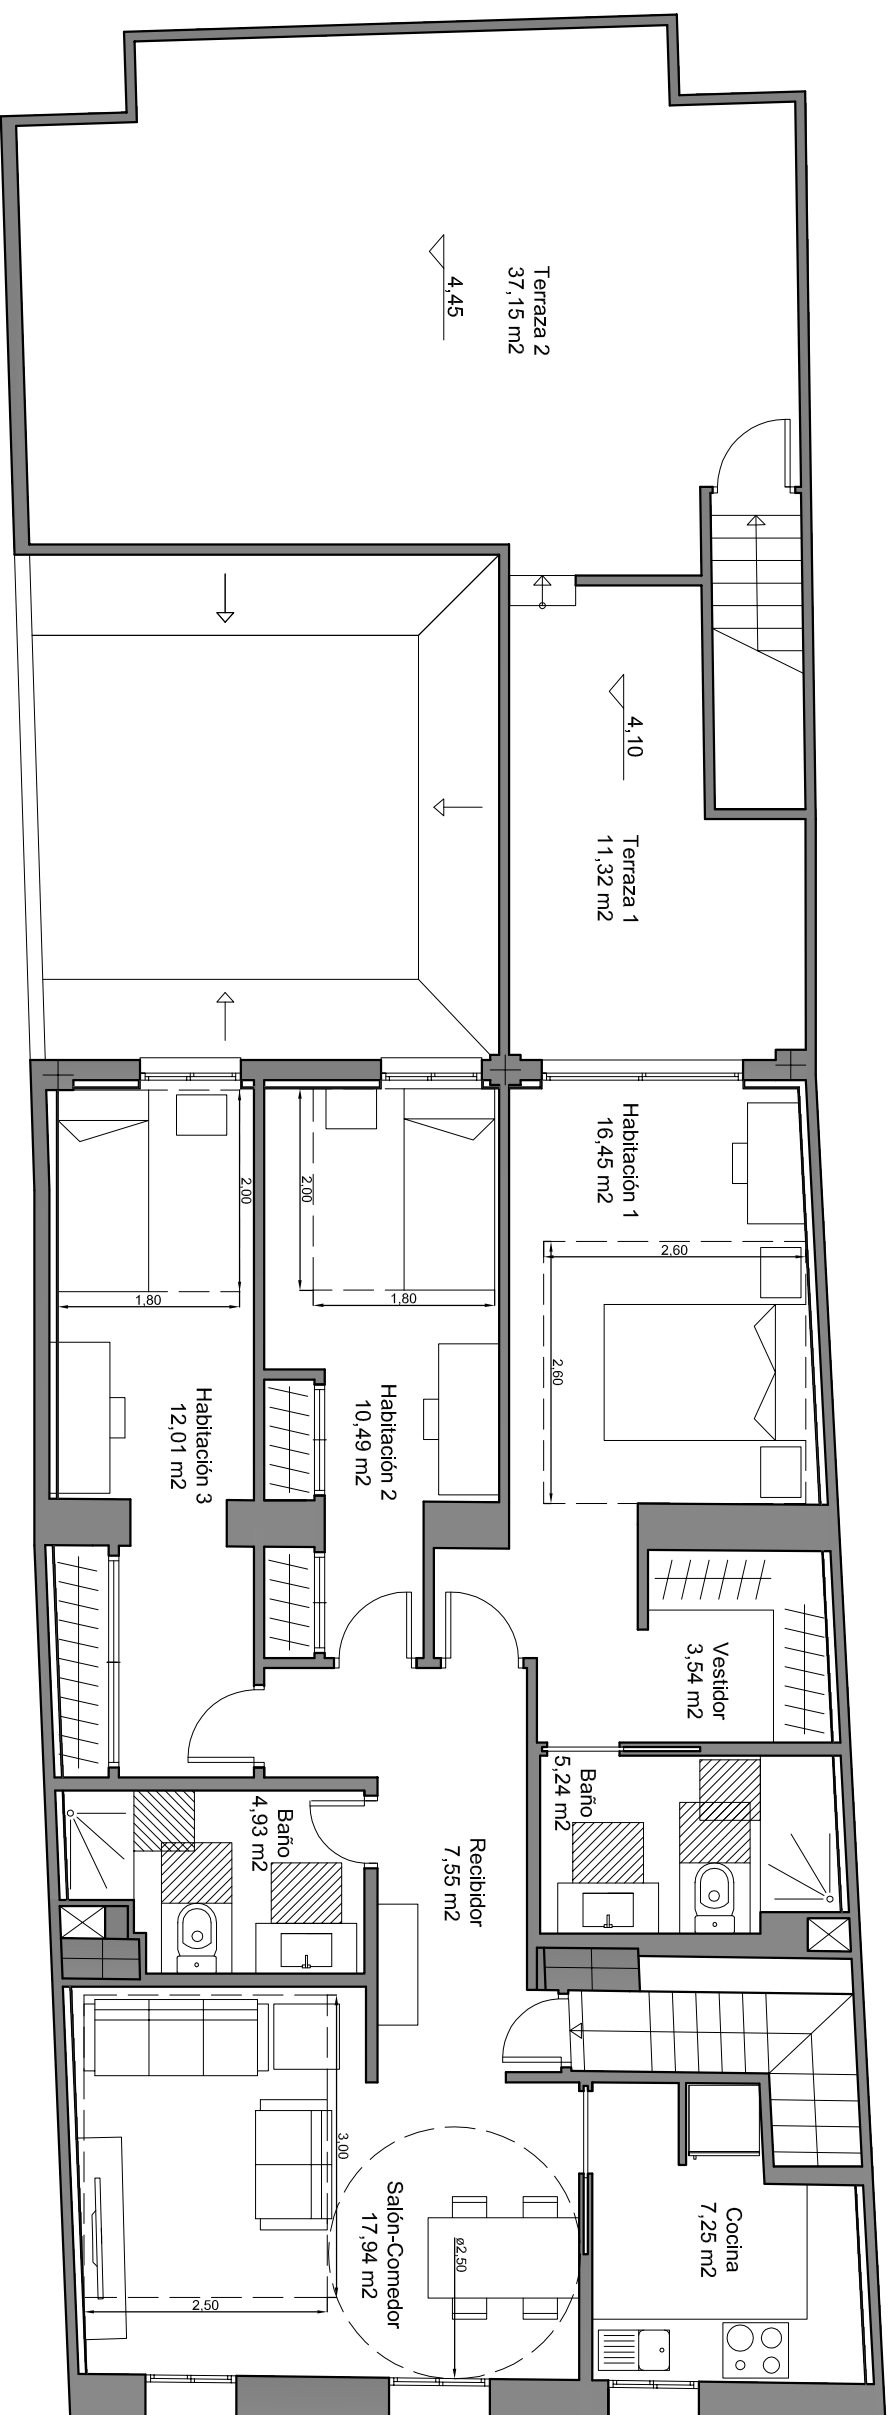 Terraza 2
37,15 m2
4,45
4,10
Terraza 1
11,32 m2
Habitación 1
16,45 m2
2,60
2,60
2,00
1,80
2,00
1,80
Habitación 2
10,49 m2
Habitación 3
12,01 m2
Vestidor
3,54 m2
Baño
5,24 m2
Baño
4,93 m2
Recibidor
7,55 m2
Cocina
7,25 m2
Salón-Comedor
17,94 m2
3,00
2,50
ø2.50